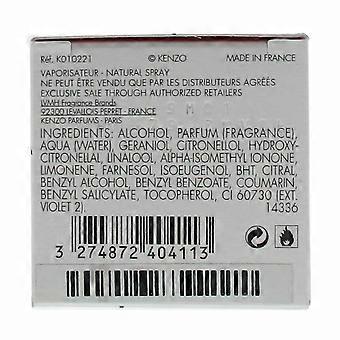 Réf. K010221 © KENZO MADE IN FRANCE
VAPORISATEUR - NATURAL SPRAY
NE PEUT ÊTRE VENDU QUE PAR LES DISTRIBUTEURS AGRÉÉS
EXCLUSIVE SALE THROUGH AUTHORIZED RETAILERS
LVMH Fragrance Brands
92300 LEVALLOIS PERRET - FRANCE
KENZO PARFUMS - PARIS
INGREDIENTS: ALCOHOL, PARFUM (FRAGRANCE),
AQUA (WATER), GERANIOL, CITRONELLOL, HYDROXY-
CITRONELLAL, LINALOOL, ALPHA-ISOMETHYL IONONE,
LIMONENE, FARNESOL, ISOEUGENOL, BHT, CITRAL,
BENZYL ALCOHOL, BENZYL BENZOATE, COUMARIN,
BENZYL SALICYLATE, TOCOPHEROL, CI 60730 (EXT.
VIOLET 2).
14336
3 274872 404113